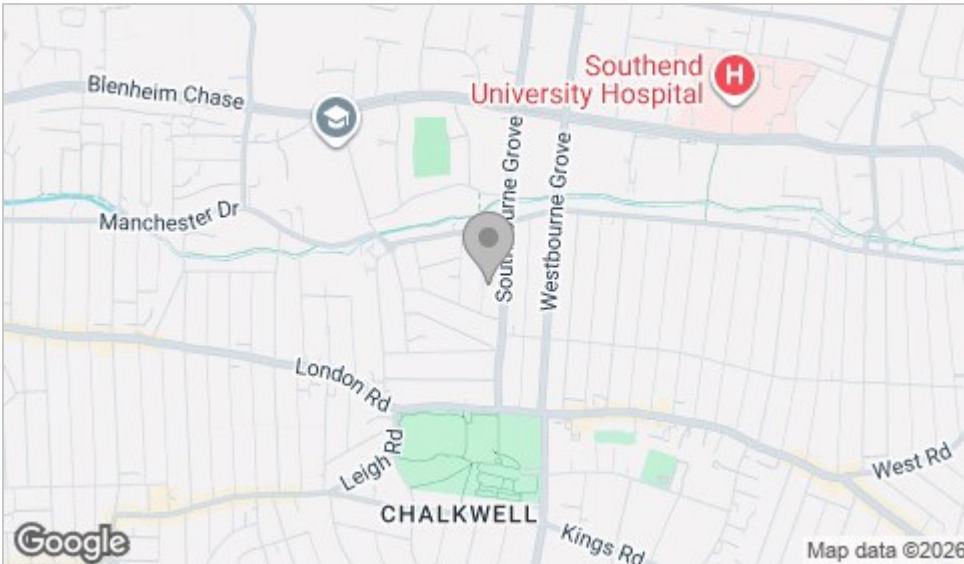 Southend
University Hospital
H
Blenheim Chase
Southbourne Grove
Westbourne Grove
Manchester Dr
London Rd
Leigh Rd
West Rd
CHALKWELL
Kings Rd
Google
Map data ©2026